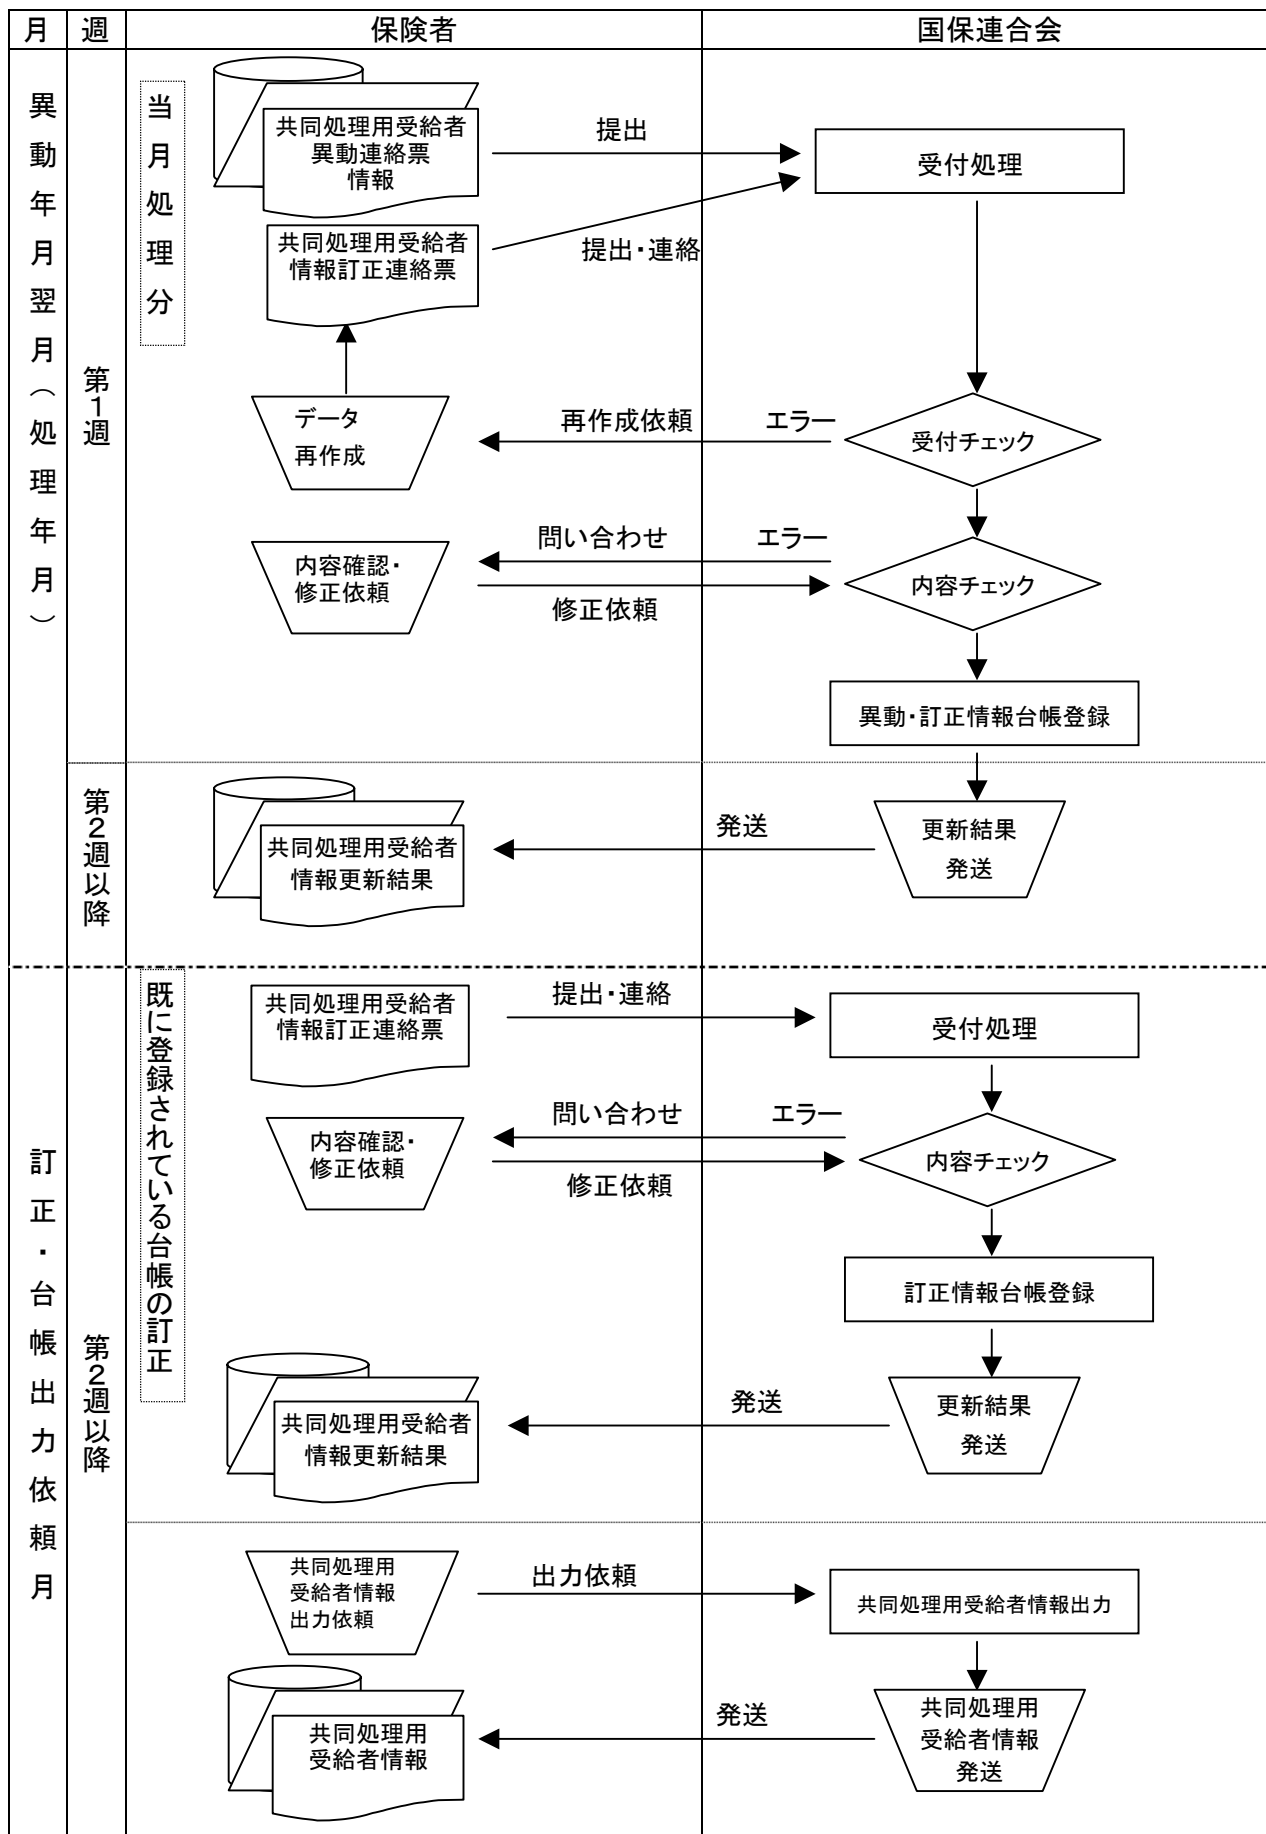 月
週
保険者
国保連合会
異動年月翌月（処理年月）
第1週
当月処理分
共同処理用受給者
異動連絡票
情報
提出
受付処理
共同処理用受給者
情報訂正連絡票
提出・連絡
データ
再作成
再作成依頼
エラー
受付チェック
問い合わせ
エラー
内容確認・
修正依頼
修正依頼
内容チェック
異動・訂正情報台帳登録
第2週以降
共同処理用受給者
情報更新結果
発送
更新結果
発送
訂正・台帳出力依頼月
第2週以降
既に登録されている台帳の訂正
共同処理用受給者
情報訂正連絡票
提出・連絡
受付処理
問い合わせ
エラー
内容確認・
修正依頼
修正依頼
内容チェック
訂正情報台帳登録
共同処理用受給者
情報更新結果
発送
更新結果
発送
共同処理用
受給者情報
出力依頼
出力依頼
共同処理用受給者情報出力
共同処理用
受給者情報
発送
共同処理用
受給者情報
発送